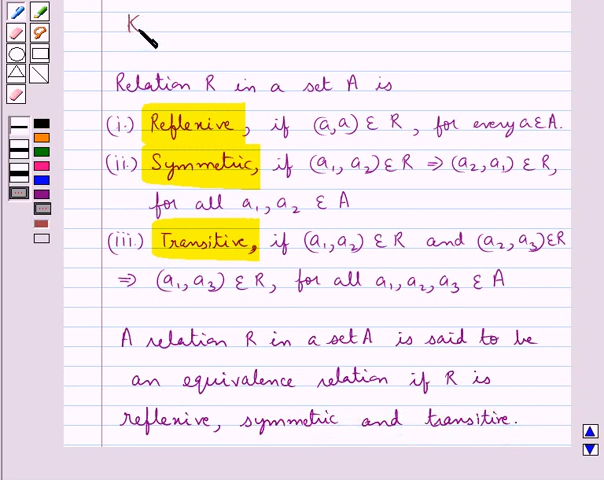 K
Relation R in a set A is
(i.) Reflexive, if (a,a) Ɛ R, for every a Ɛ A.
(ii.) Symmetric, if (a₁, a₂) Ɛ R ⇒ (a₂, a₁) Ɛ R,
for all a₁, a₂ Ɛ A
(iii.) Transitive, if (a₁, a₂) Ɛ R and (a₂, a₃) Ɛ R
⇒ (a₁, a₃) Ɛ R, for all a₁, a₂, a₃ Ɛ A
A relation R in a set A is said to be
an equivalence relation if R is
reflexive, symmetric and transitive.